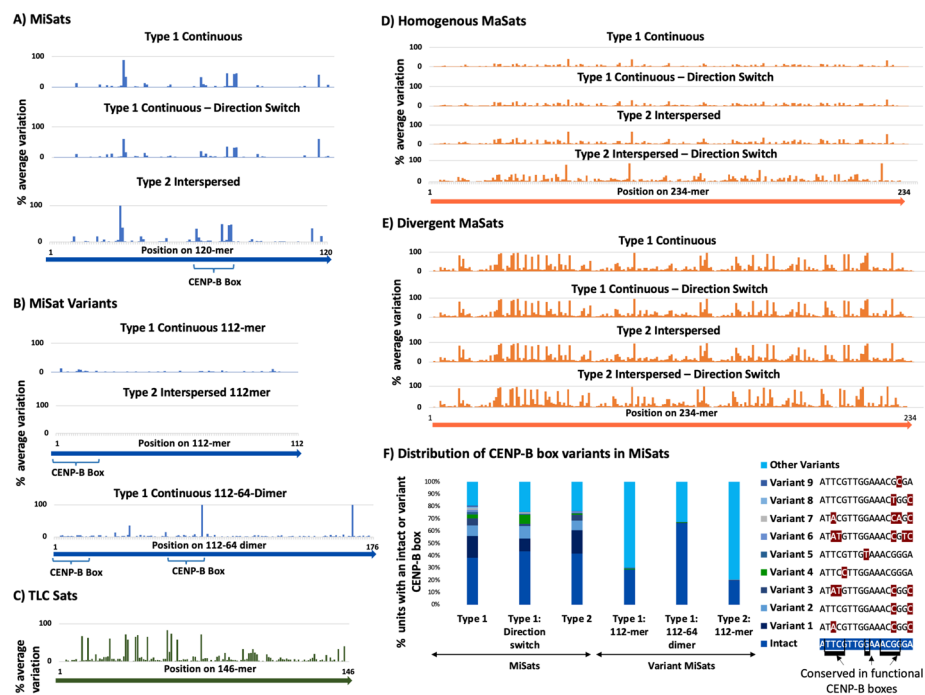 A) MiSats
Type 1 Continuous
100
0
Type 1 Continuous – Direction Switch
100
0
Type 2 Interspersed
100
0
% average variation
1
Position on 120-mer
120
CENP-B Box
B) MiSat Variants
Type 1 Continuous 112-mer
100
0
Type 2 Interspersed 112mer
100
0
% average variation
1
Position on 112-mer
112
CENP-B Box
Type 1 Continuous 112-64-Dimer
100
0
1
Position on 112-64 dimer
176
CENP-B Box
CENP-B Box
C) TLC Sats
100
0
% average
variation
1
Position on 146-mer
146
D) Homogenous MaSats
Type 1 Continuous
100
0
Type 1 Continuous – Direction Switch
100
0
Type 2 Interspersed
100
0
Type 2 Interspersed – Direction Switch
100
0
% average variation
1
Position on 234-mer
234
E) Divergent MaSats
Type 1 Continuous
100
0
Type 1 Continuous – Direction Switch
100
0
Type 2 Interspersed
100
0
Type 2 Interspersed – Direction Switch
100
0
% average variation
1
Position on 234-mer
234
F) Distribution of CENP-B box variants in MiSats
% units with an intact or variant
CENP-B box
100%
90%
80%
70%
60%
50%
40%
30%
20%
10%
0%
Type 1
Type 1:
Direction
switch
Type 2
Type 1:
112-mer
Type 1:
112-64
dimer
Type 2:
112-mer
MiSats
Variant MiSats
Other Variants
Variant 9 ATTCGTTGGAAACGCGA
Variant 8 ATTCGTTGGAAACTGGC
Variant 7 ATACGTTGGAAACCAGC
Variant 6 ATATGTTGGAAACCGTC
Variant 5 ATTCGTTGTAAACGGGA
Variant 4 ATTCCTTGGAAACGGGA
Variant 3 ATATGTTGGAAACCGGC
Variant 2 ATTCGTTGGAAACCGGC
Variant 1 ATACGTTGGAAACCGGC
Intact ATTCGTTGGAAACGGGA
Conserved in functional
CENP-B boxes